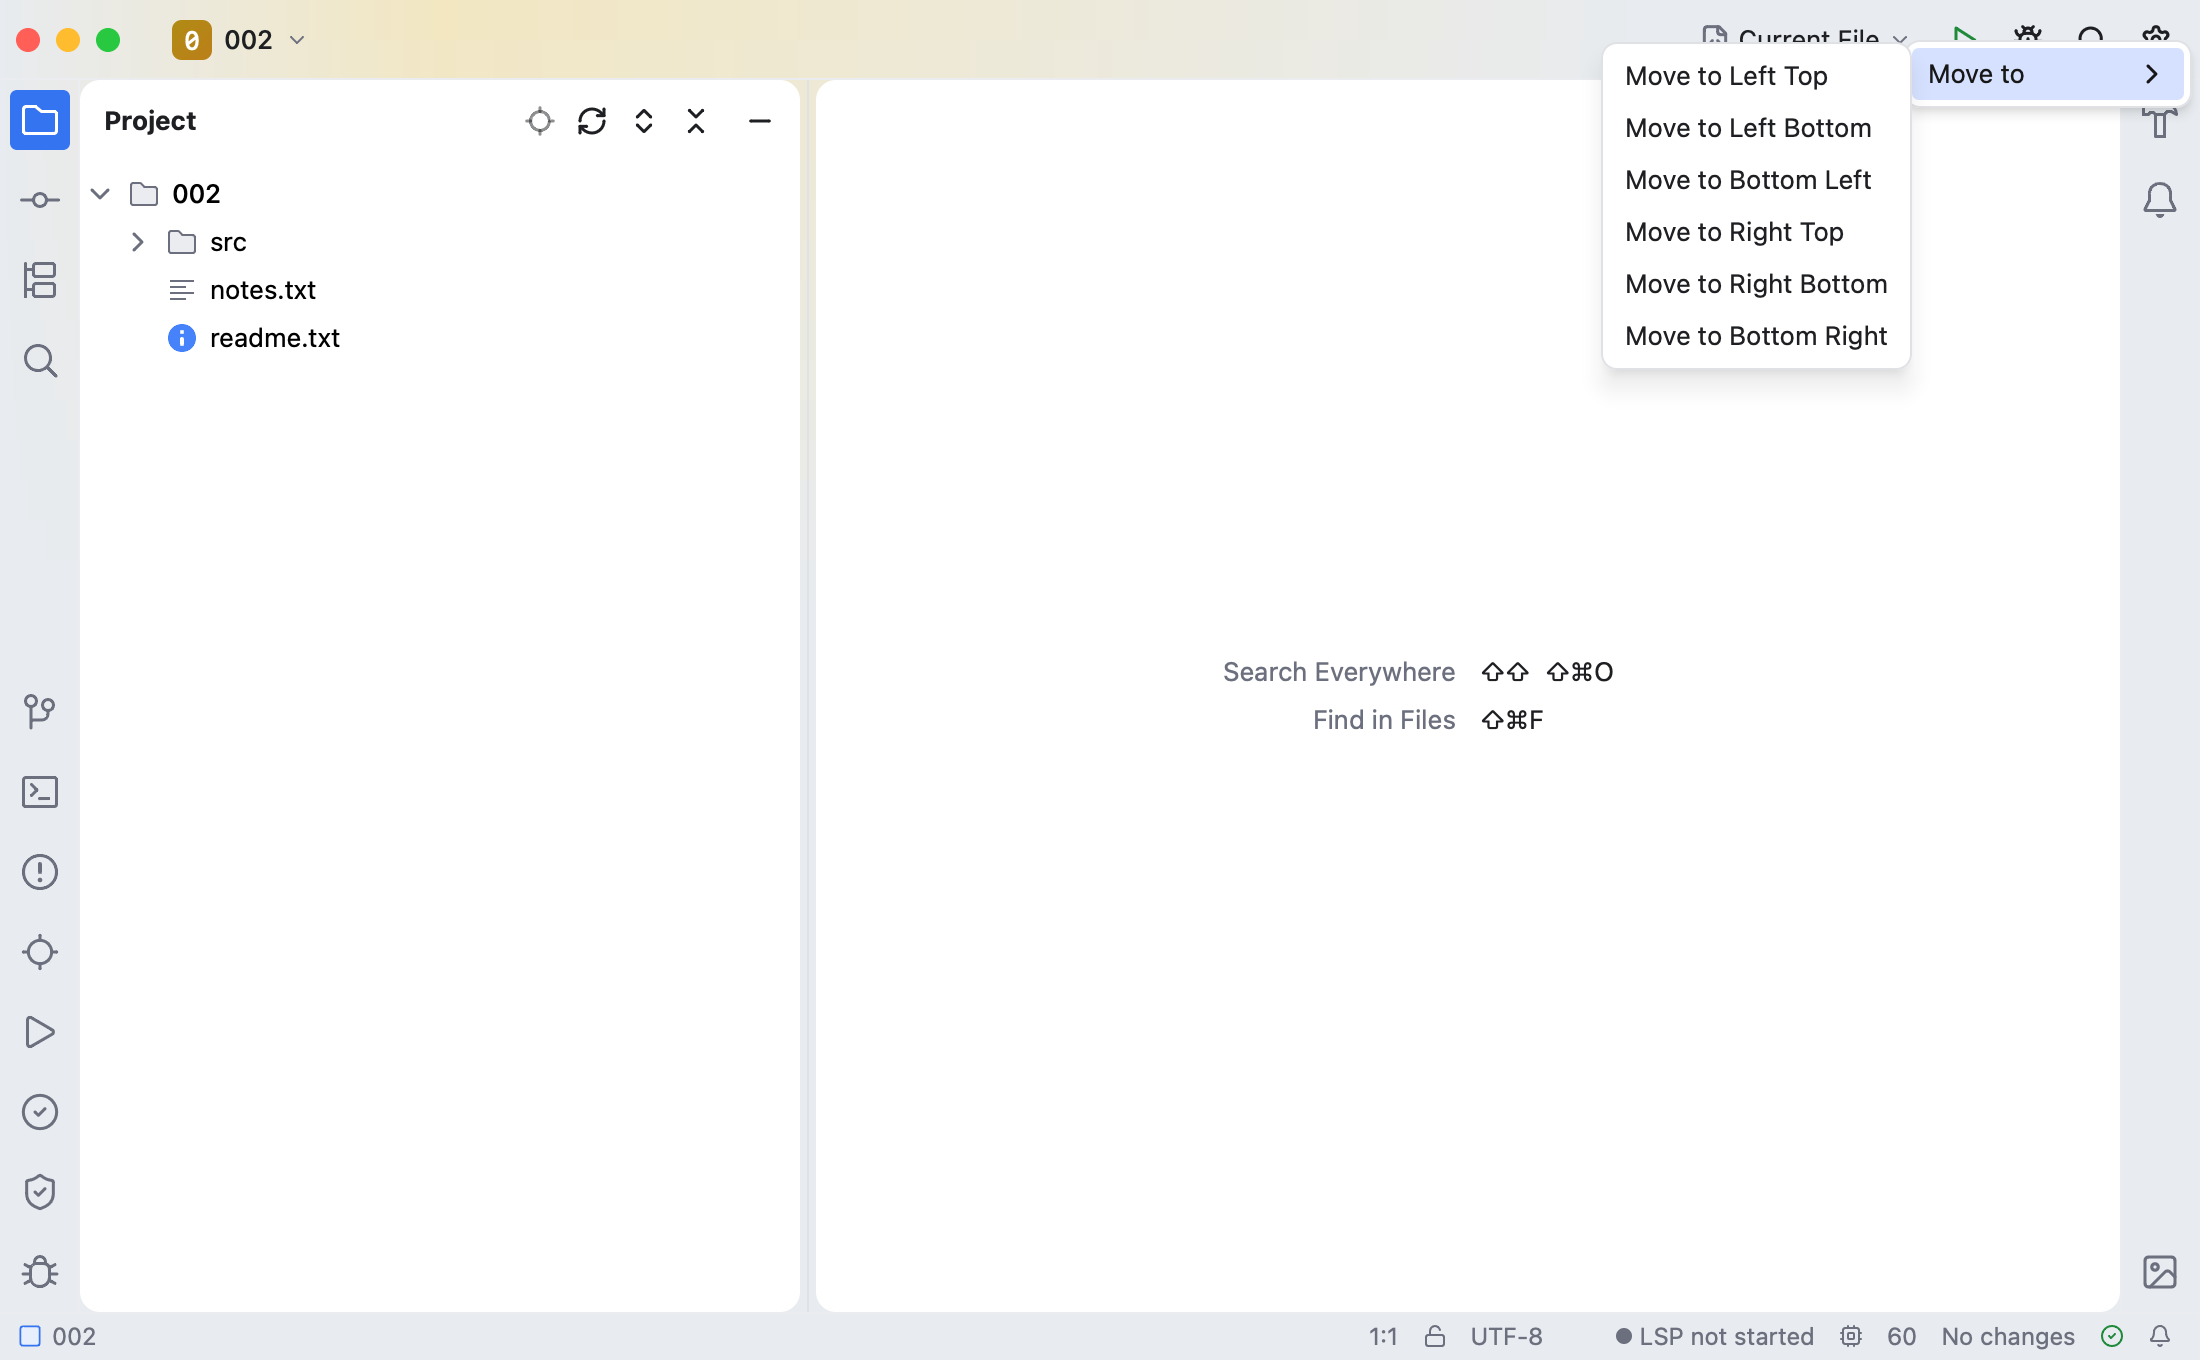 0 002
Current File
Move to
Move to Left Top
Move to Left Bottom
Move to Bottom Left
Move to Right Top
Move to Right Bottom
Move to Bottom Right
Project
002
src
notes.txt
readme.txt
Search Everywhere ⇧⇧ ⇧⌘O
Find in Files ⇧⌘F
002
1:1 UTF-8 LSP not started 60 No changes